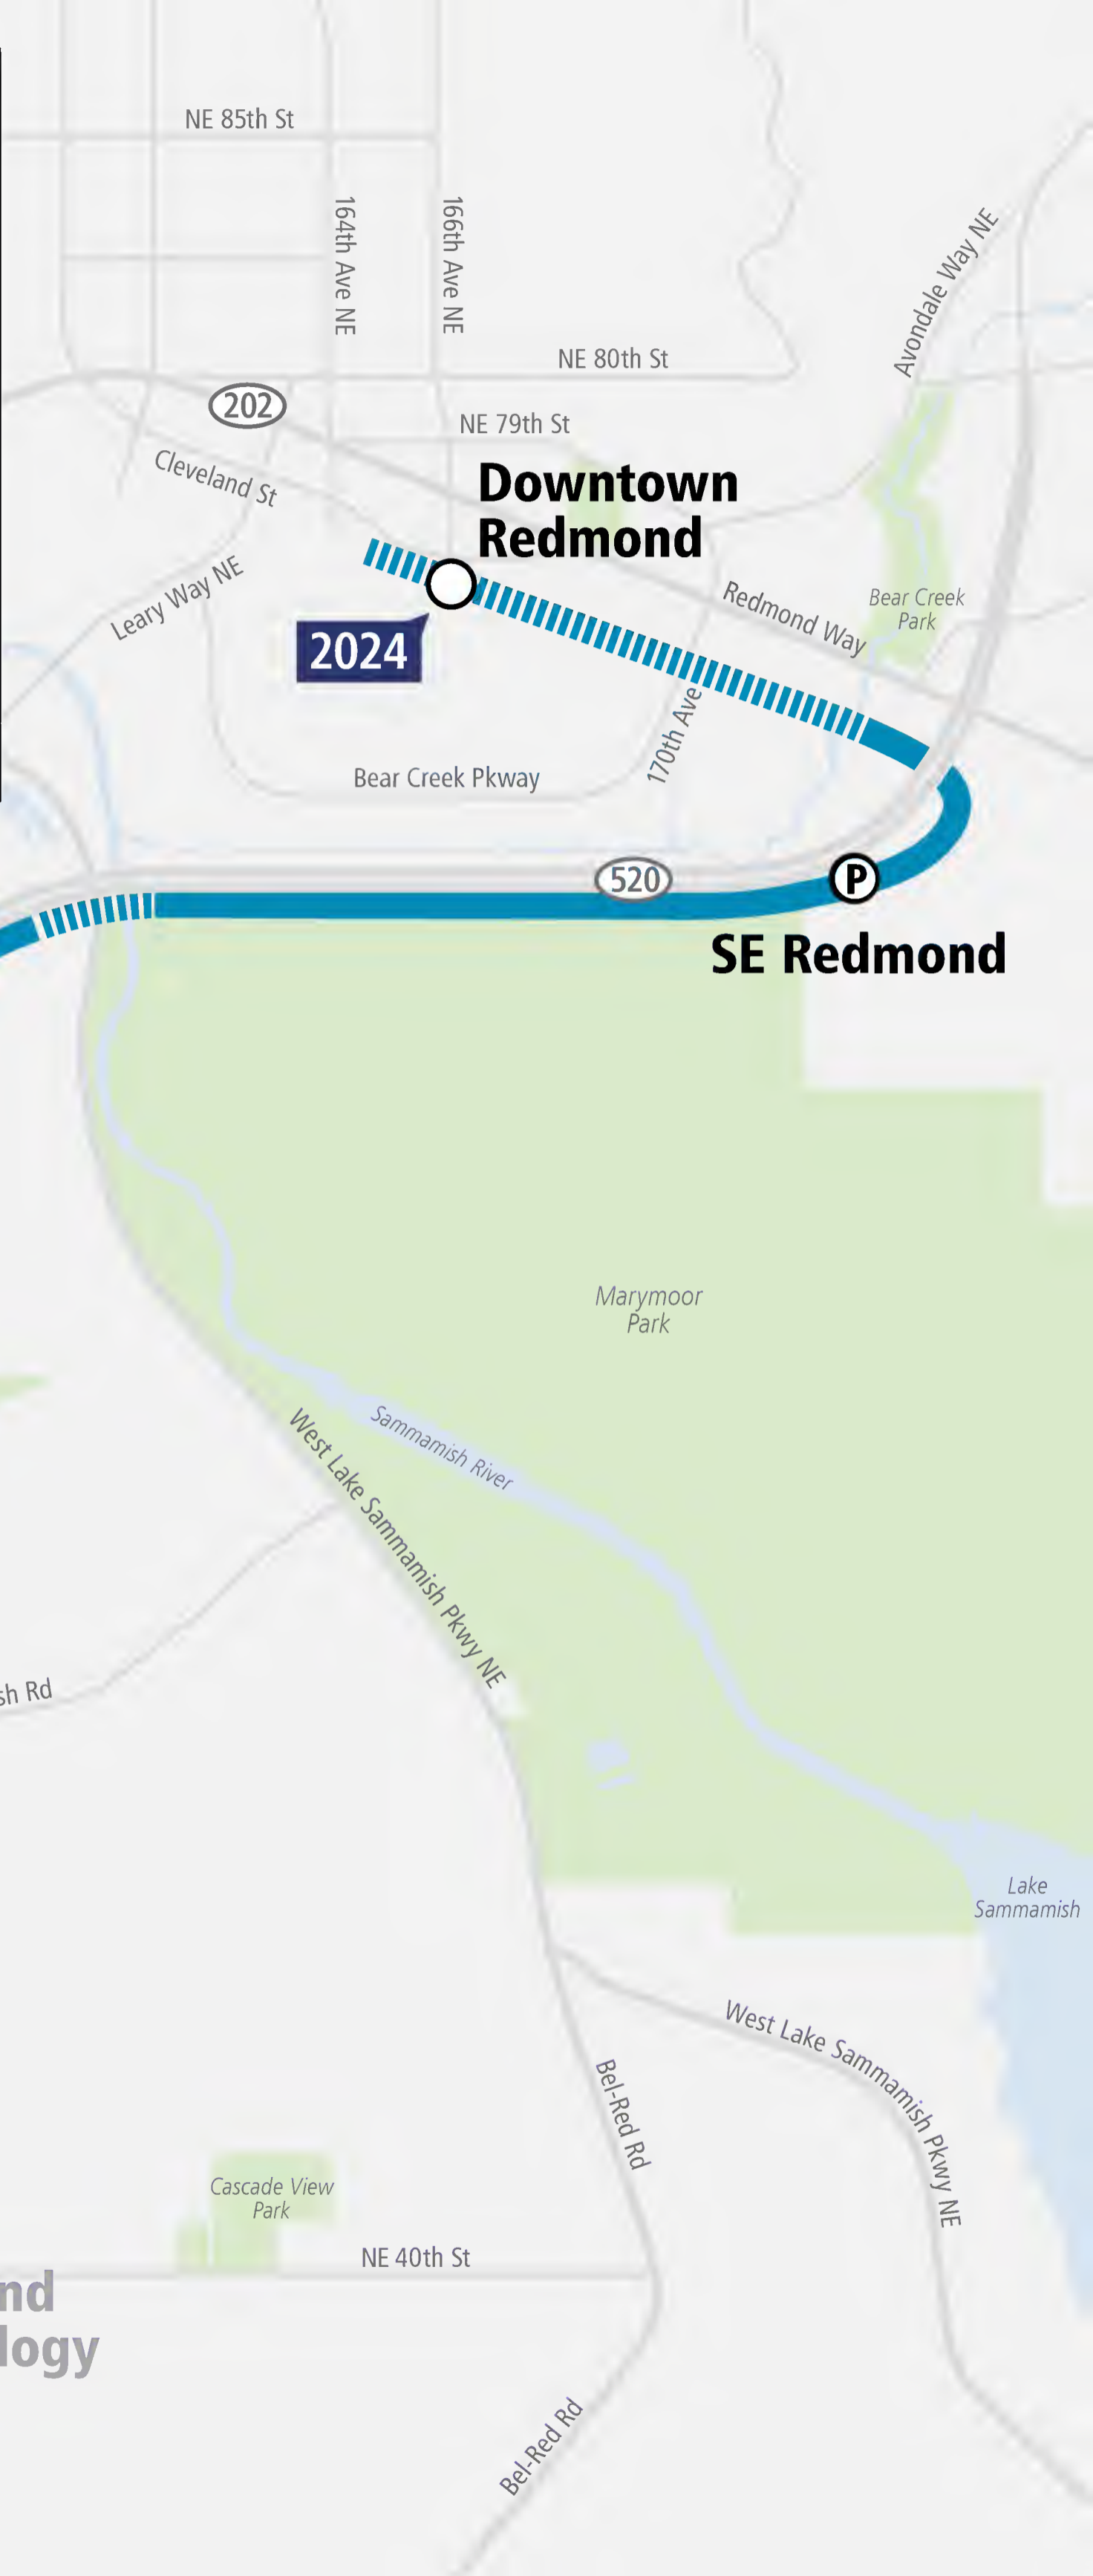 NE 85th St
164th Ave NE
166th Ave NE
Avondale Way NE
NE 80th St
202
NE 79th St
Cleveland St
Downtown
Redmond
Leary Way NE
Redmond Way
Bear Creek
Park
2024
170th Ave
Bear Creek Pkway
520
P
SE Redmond
Marymoor
Park
Sammamish River
West Lake Sammamish Pkwy NE
sh Rd
Lake
Sammamish
West Lake Sammamish Pkwy NE
Bel-Red Rd
Cascade View
Park
NE 40th St
nd
logy
Bel-Red Rd